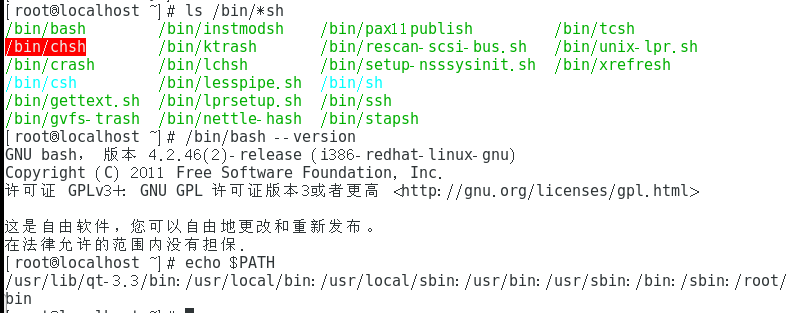 [root@localhost ~]# ls /bin/*sh
/bin/bash /bin/instmodsh /bin/pax11publish /bin/tcsh
/bin/chsh /bin/ktrash /bin/rescan-scsi-bus.sh /bin/unix-lpr.sh
/bin/crash /bin/lchsh /bin/setup-nsssysinit.sh /bin/xrefresh
/bin/csh /bin/lesspipe.sh /bin/sh
/bin/gettext.sh /bin/lprsetup.sh /bin/ssh
/bin/gvfs-trash /bin/nettle-hash /bin/stapsh
[root@localhost ~]# /bin/bash --version
GNU bash, 版本 4.2.46(2)-release (i386-redhat-linux-gnu)
Copyright (C) 2011 Free Software Foundation, Inc.
许可证 GPLv3+: GNU GPL 许可证版本3或者更高 <http://gnu.org/licenses/gpl.html>
这是自由软件，您可以自由地更改和重新发布。
在法律允许的范围内没有担保.
[root@localhost ~]# echo $PATH
/usr/lib/qt-3.3/bin:/usr/local/bin:/usr/local/sbin:/usr/bin:/usr/sbin:/bin:/sbin:/root/
bin
[root@localhost ~]#